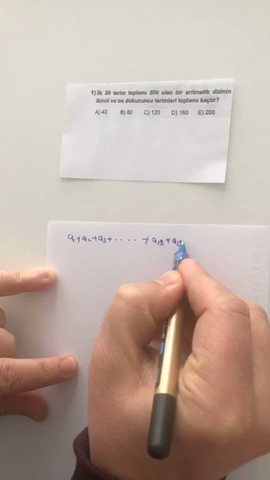 1) İlk 20 terim toplamı 800 olan bir aritmetik dizinin
ikinci ve on dokuzuncu terimleri toplamı kaçtır?
A) 40 B) 80 C) 120 D) 160 E) 200
a₁+a₂+a₃+.....+a₁₈+a₁₉